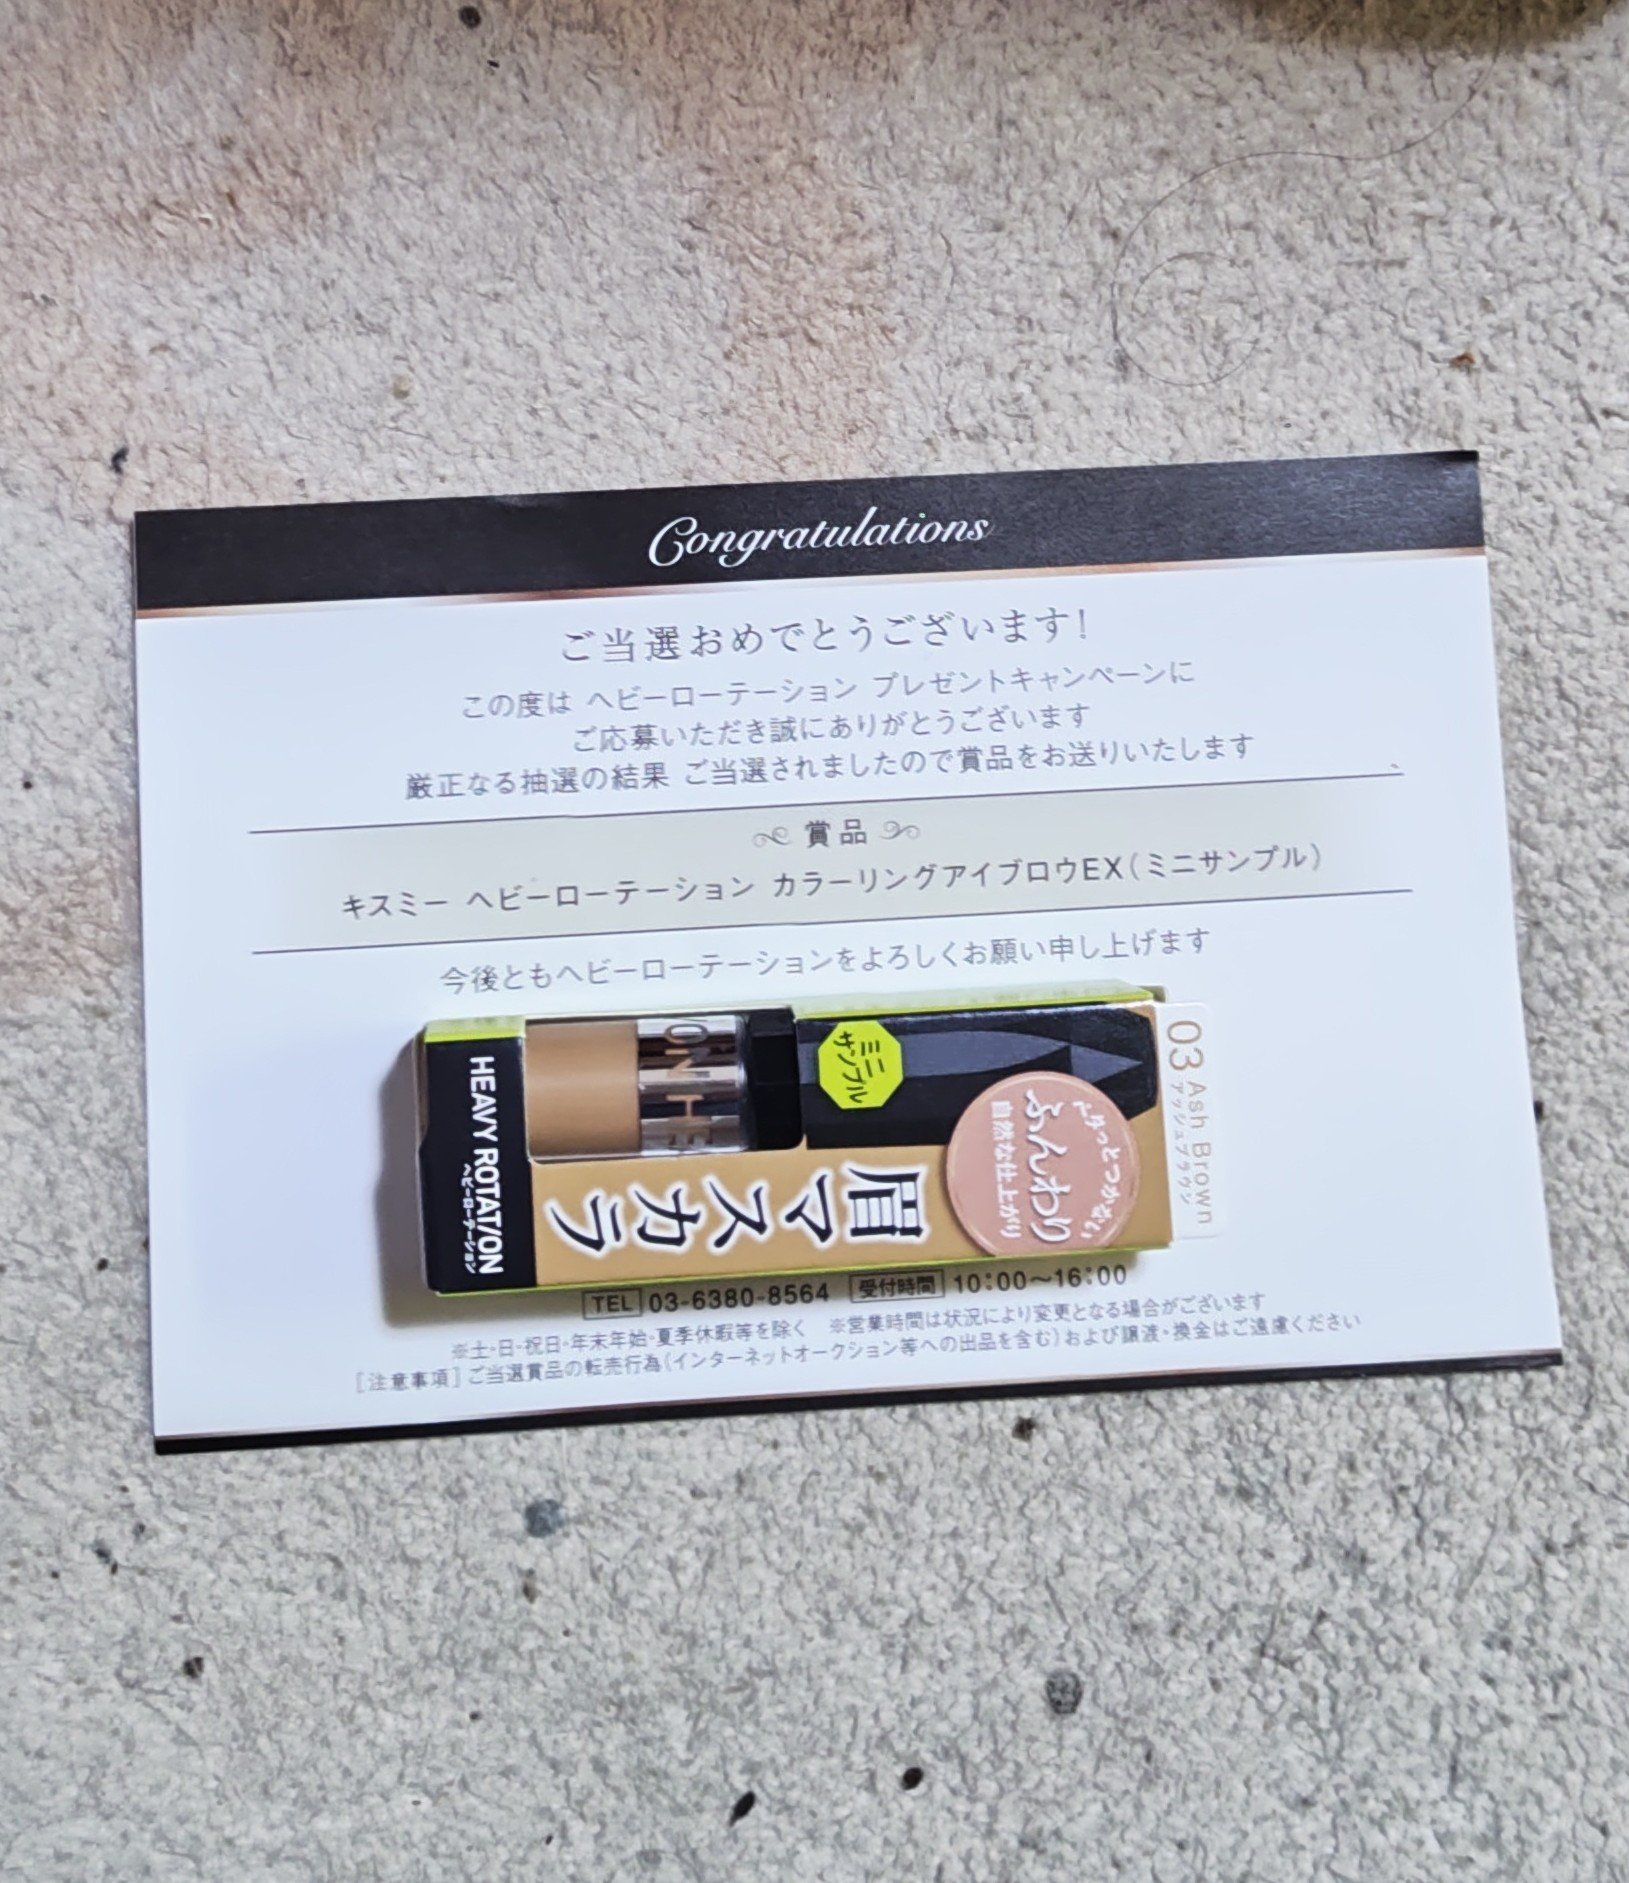 Congratulations
ご当選おめでとうございます!
この度は ヘビーローテーション プレゼントキャンペーンに
ご応募いただき誠にありがとうございます
厳正なる抽選の結果 ご当選されましたので賞品をお送りいたします
賞品
キスミー ヘビーローテーション カラーリングアイブロウEX(ミニサンプル)
今後ともヘビーローテーションをよろしくお願い申し上げます
HEAVY ROTATION
ヘビーローテーション
ミニ
サンプル
眉マスカラ
ベタっとつかない
ふんわり
自然な仕上がり
03 Ash Brown
アッシュブラウン
TEL 03-6380-8564 受付時間 10:00~16:00
※土・日・祝日・年末年始・夏季休暇等を除く ※営業時間は状況により変更となる場合がございます
[注意事項]ご当選賞品の転売行為(インターネットオークション等への出品を含む)および譲渡・換金はご遠慮ください